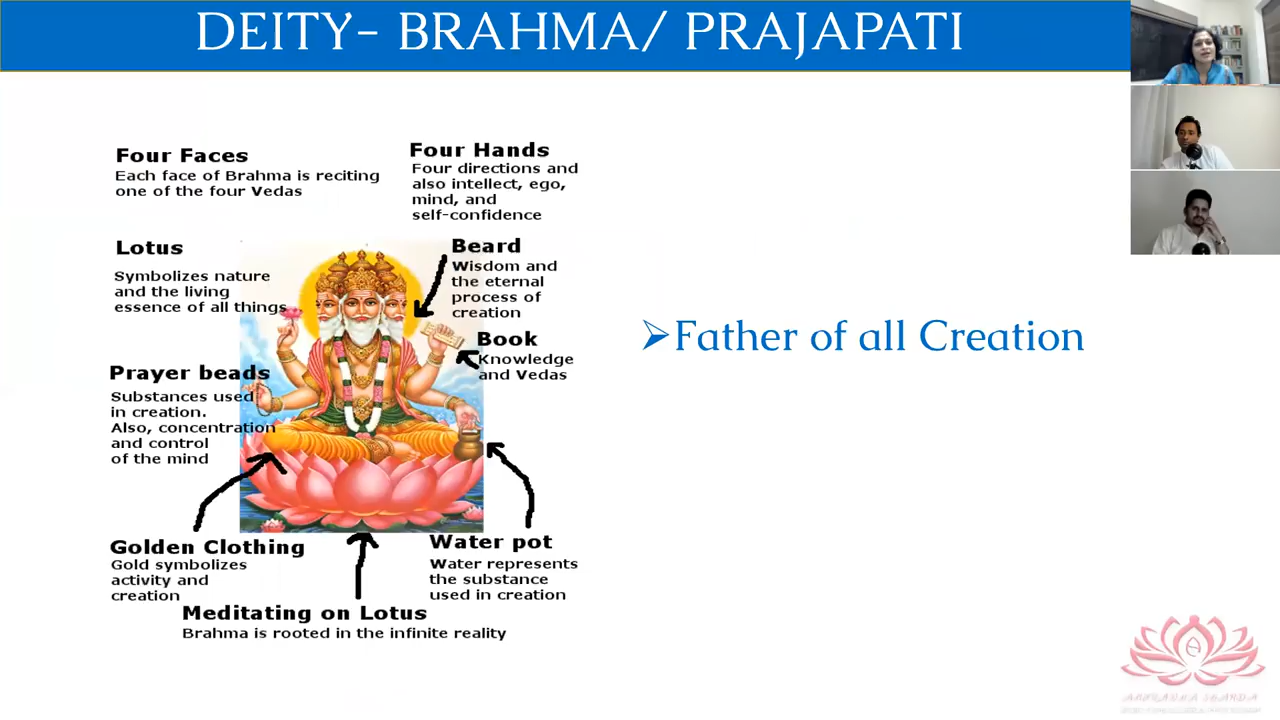 DEITY- BRAHMA/ PRAJAPATI
Four Faces
Each face of Brahma is reciting
one of the four Vedas
Four Hands
Four directions and
also intellect, ego,
mind, and
self-confidence
Lotus
Symbolizes nature
and the living
essence of all things
Beard
Wisdom and
the eternal
process of
creation
Book
Knowledge
and Vedas
Prayer beads
Substances used
in creation.
Also, concentration
and control
of the mind
Golden Clothing
Gold symbolizes
activity and
creation
Water pot
Water represents
the substance
used in creation
Meditating on Lotus
Brahma is rooted in the infinite reality
➢Father of all Creation